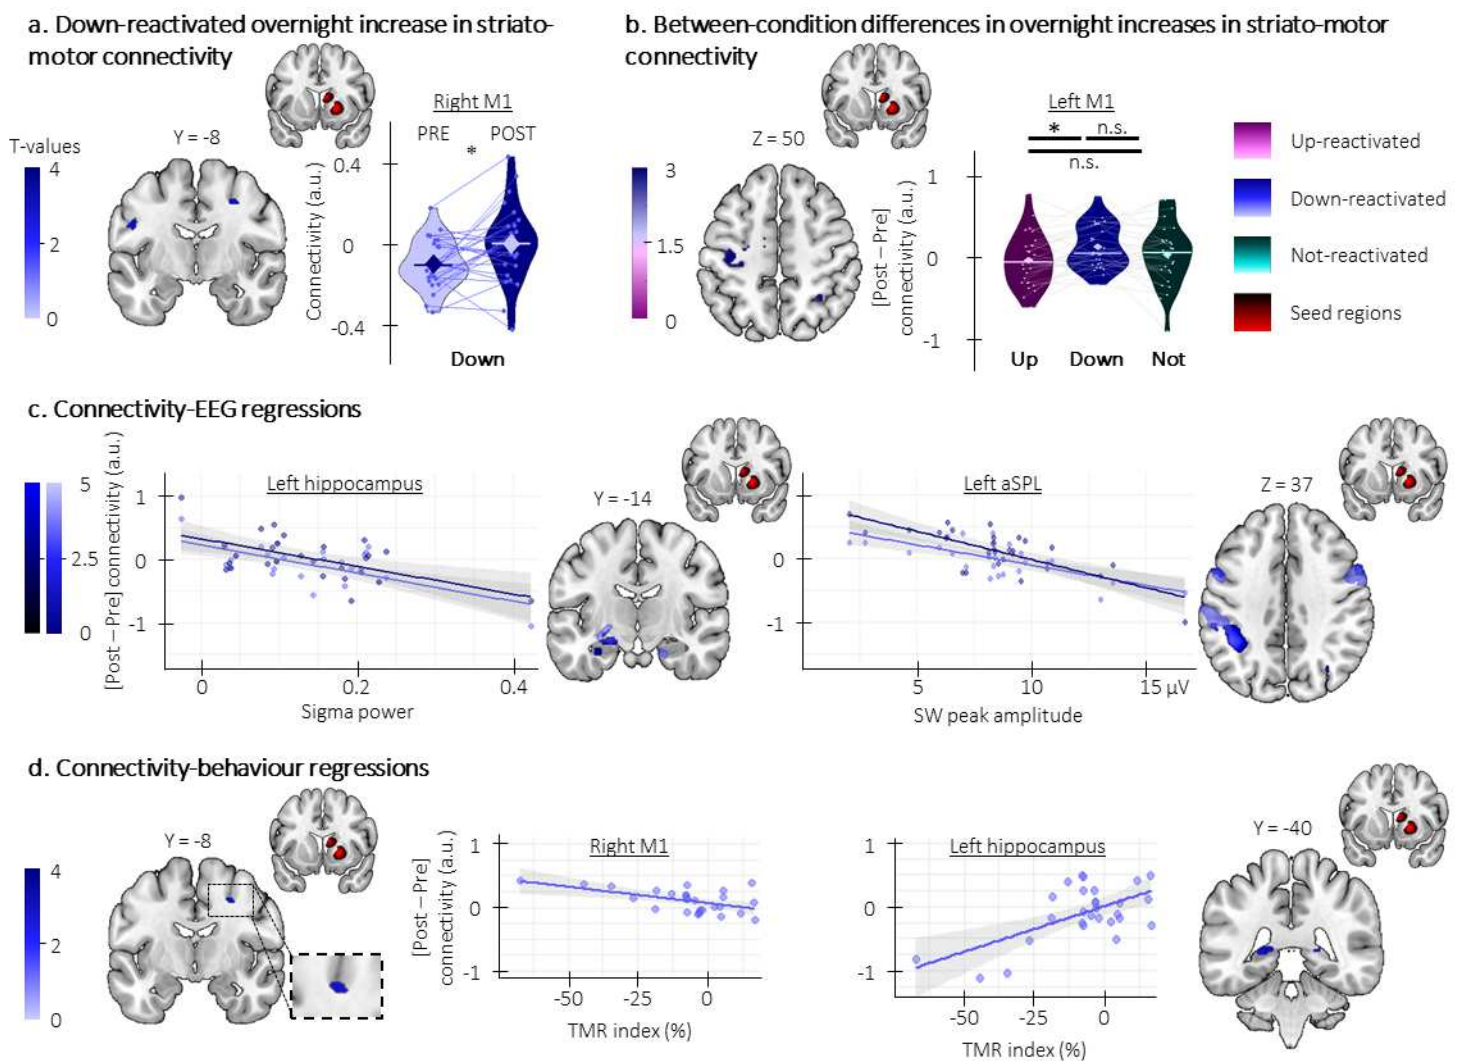 a. Down-reactivated overnight increase in striato-
motor connectivity
T-values
4
2
0
Y = -8
Right M1
PRE POST
*
Connectivity (a.u.)
0.4
0
-0.4
Down
b. Between-condition differences in overnight increases in striato-motor
connectivity
3
1.5
0
Z = 50
Left M1
* n.s.
n.s.
[Post – Pre]
connectivity (a.u.)
1
0
-1
Up Down Not
Up-reactivated
Down-reactivated
Not-reactivated
Seed regions
c. Connectivity-EEG regressions
5
2.5
0
[Post – Pre] connectivity (a.u.)
Left hippocampus
1
0
-1
0 0.2 0.4
Sigma power
Y = -14
Left aSPL
1
0
-1
5 10 15 µV
SW peak amplitude
Z = 37
d. Connectivity-behaviour regressions
4
2
0
Y = -8
[Post – Pre]
connectivity (a.u.)
Right M1
1
0
-1
-50 -25 0
TMR index (%)
Left hippocampus
1
0
-1
-50 -25 0
TMR index (%)
Y = -40